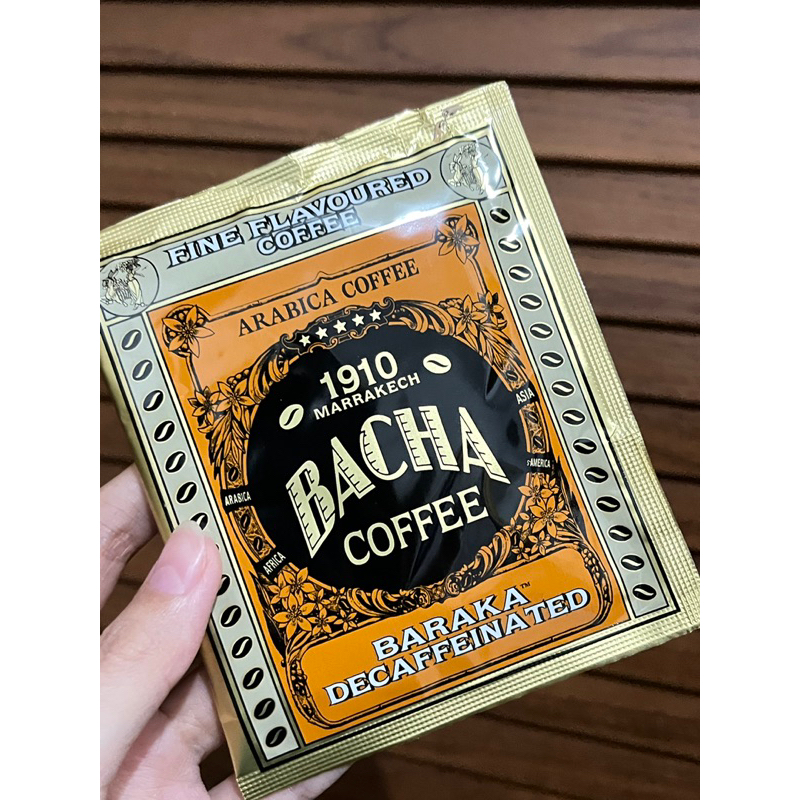 FINE FLAVOURED
COFFEE
ARABICA COFFEE
1910
MARRAKECH
BACHA
COFFEE
ASIA
AMERICA
ARABICA
AFRICA
BARAKA™
DECAFFEINATED